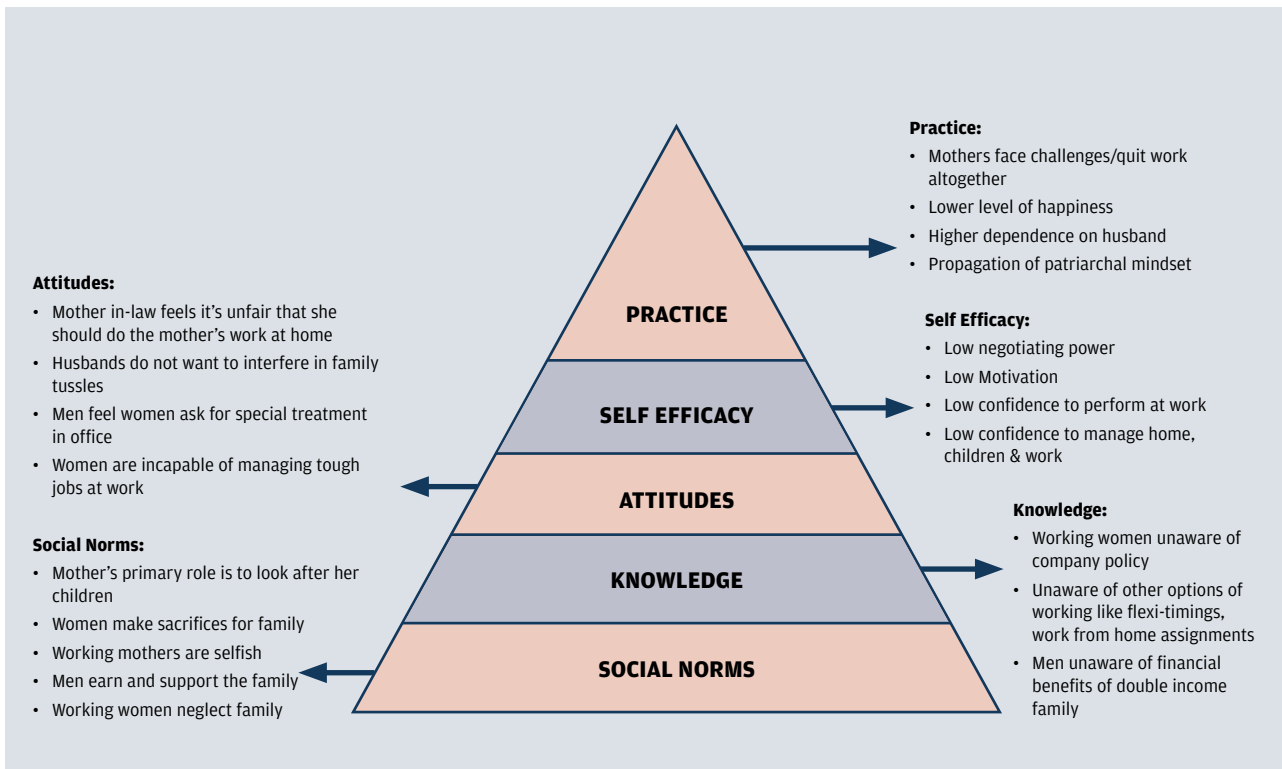 Practice:
• Mothers face challenges/quit work
altogether
• Lower level of happiness
• Higher dependence on husband
• Propagation of patriarchal mindset
Attitudes:
• Mother in-law feels it's unfair that she
should do the mother's work at home
• Husbands do not want to interfere in family
tussles
• Men feel women ask for special treatment
in office
• Women are incapable of managing tough
jobs at work
Self Efficacy:
• Low negotiating power
• Low Motivation
• Low confidence to perform at work
• Low confidence to manage home,
children & work
PRACTICE
SELF EFFICACY
ATTITUDES
KNOWLEDGE
SOCIAL NORMS
Social Norms:
• Mother's primary role is to look after her
children
• Women make sacrifices for family
• Working mothers are selfish
• Men earn and support the family
• Working women neglect family
Knowledge:
• Working women unaware of
company policy
• Unaware of other options of
working like flexi-timings,
work from home assignments
• Men unaware of financial
benefits of double income
family